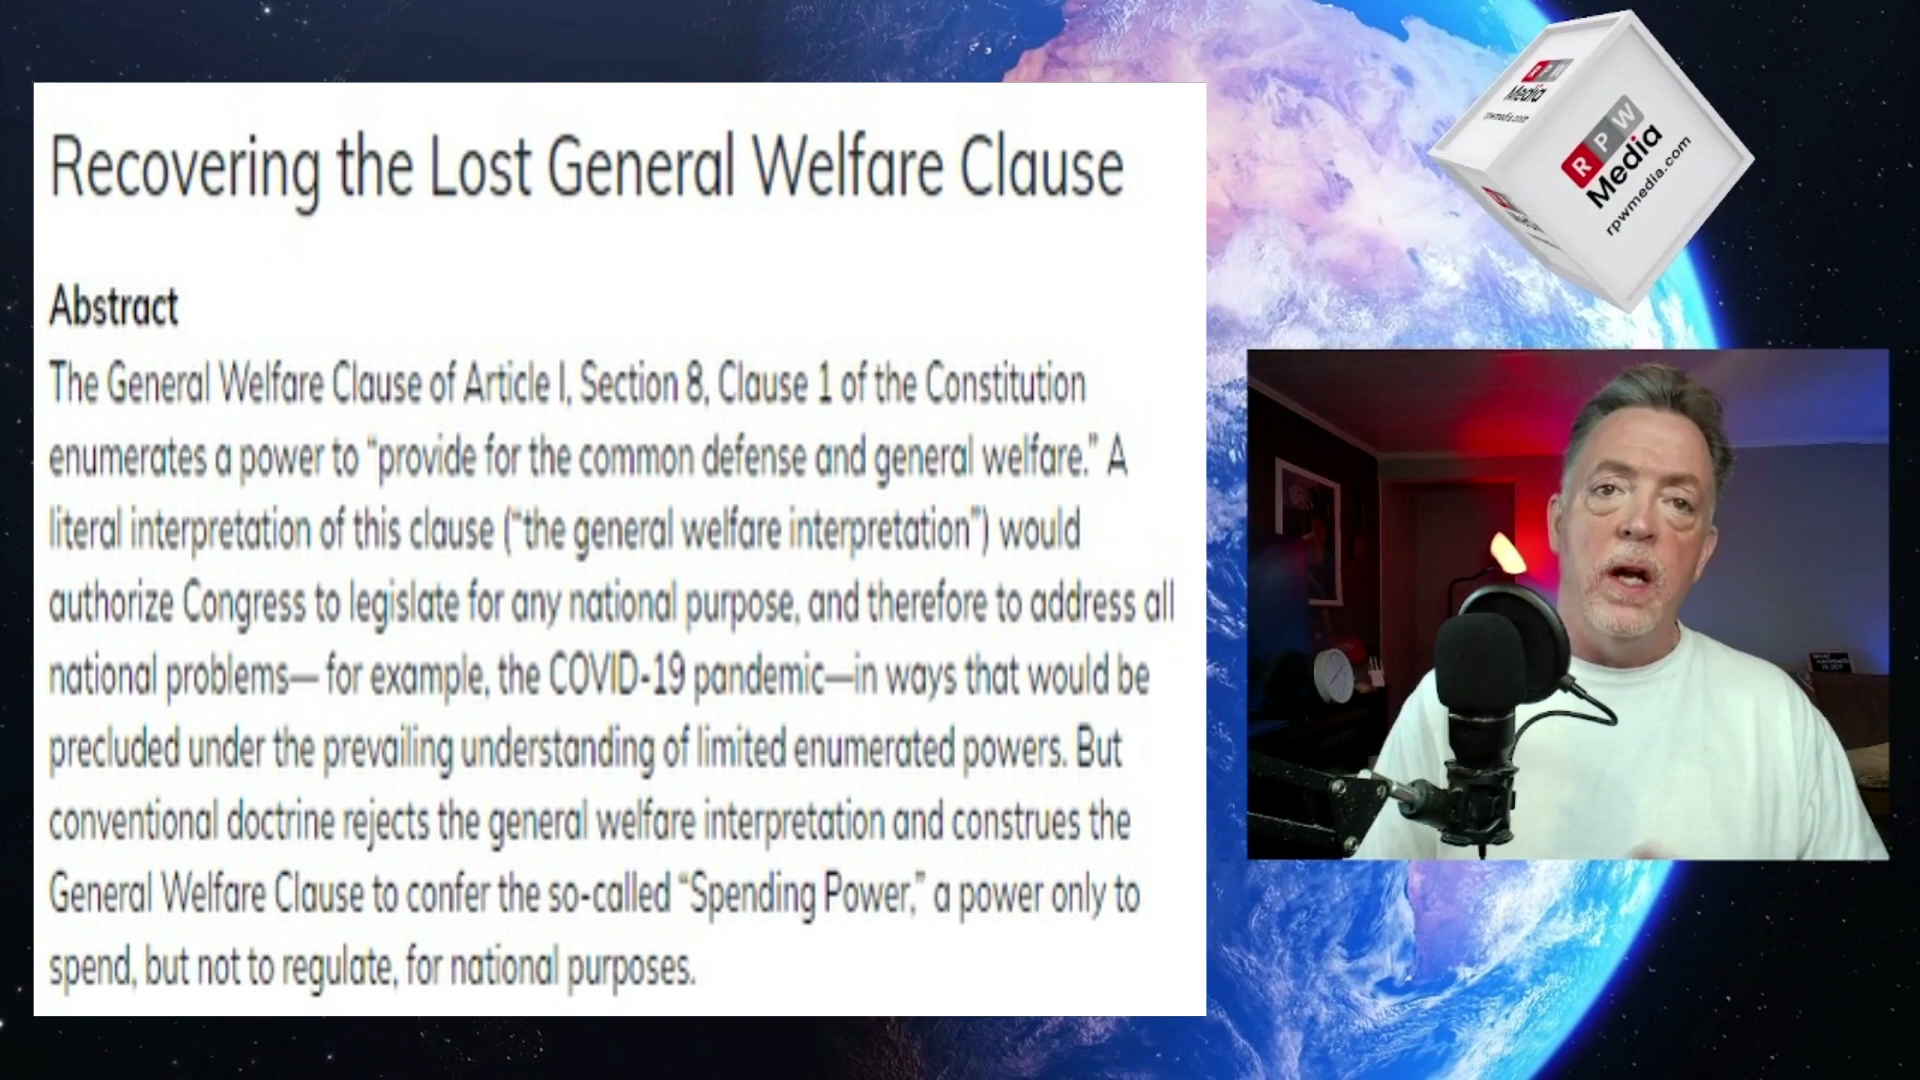 Recovering the Lost General Welfare Clause
Abstract
The General Welfare Clause of Article I, Section 8, Clause 1 of the Constitution
enumerates a power to “provide for the common defense and general welfare.” A
literal interpretation of this clause (“the general welfare interpretation”) would
authorize Congress to legislate for any national purpose, and therefore to address all
national problems— for example, the COVID-19 pandemic—in ways that would be
precluded under the prevailing understanding of limited enumerated powers. But
conventional doctrine rejects the general welfare interpretation and construes the
General Welfare Clause to confer the so-called “Spending Power,” a power only to
spend, but not to regulate, for national purposes.
RPW
Media
rpwmedia.com
Media